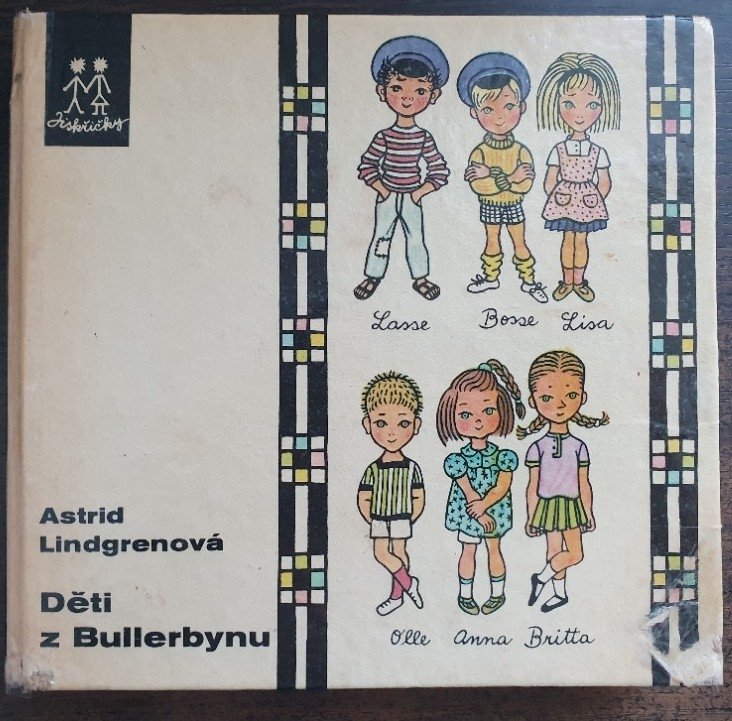 Jiskřičky
Lasse Bosse Lisa
Astrid
Lindgrenová
Děti
z Bullerbynu
Olle Anna Britta